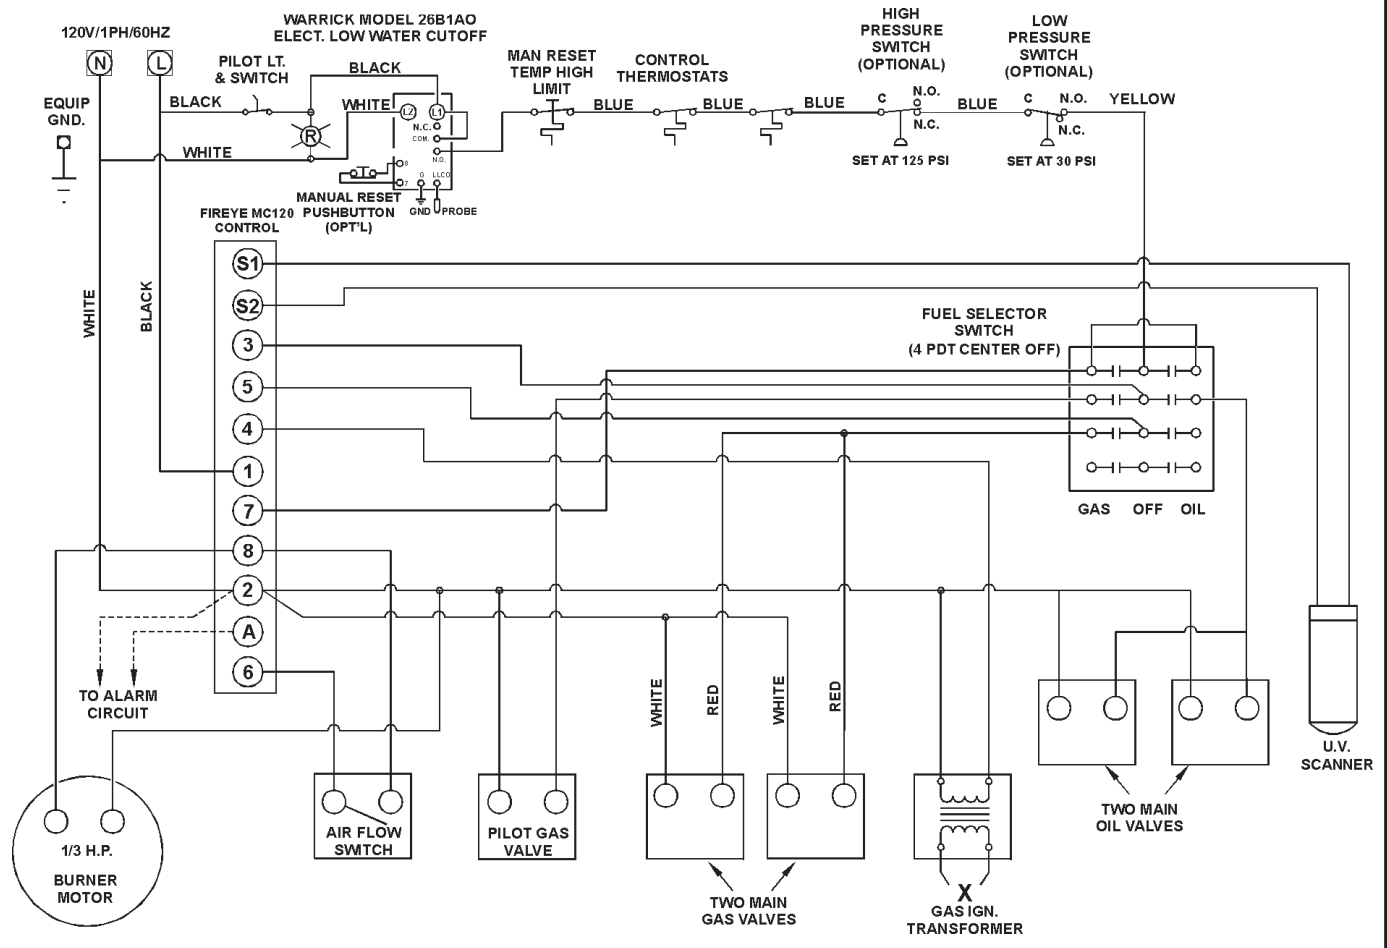 120V/1PH/60HZ
N
L
WARRICK MODEL 26B1AO
ELECT. LOW WATER CUTOFF
PILOT LT.
& SWITCH
BLACK
BLACK
WHITE
EQUIP
GND.
R
WHITE
L2
L1
N.C.
COM.
N.O.
8
7
G
LLCO
GND
PROBE
MANUAL RESET
PUSHBUTTON
(OPT'L)
MAN RESET
TEMP HIGH
LIMIT
BLUE
CONTROL
THERMOSTATS
BLUE
BLUE
HIGH
PRESSURE
SWITCH
(OPTIONAL)
C
N.O.
N.C.
SET AT 125 PSI
BLUE
LOW
PRESSURE
SWITCH
(OPTIONAL)
C
N.O.
N.C.
SET AT 30 PSI
YELLOW
FIREYE MC120
CONTROL
S1
S2
3
5
4
1
7
8
2
A
6
WHITE
BLACK
FUEL SELECTOR
SWITCH
(4 PDT CENTER OFF)
GAS
OFF
OIL
TO ALARM
CIRCUIT
1/3 H.P.
BURNER
MOTOR
AIR FLOW
SWITCH
PILOT GAS
VALVE
WHITE
RED
WHITE
RED
TWO MAIN
GAS VALVES
X
GAS IGN.
TRANSFORMER
TWO MAIN
OIL VALVES
U.V.
SCANNER